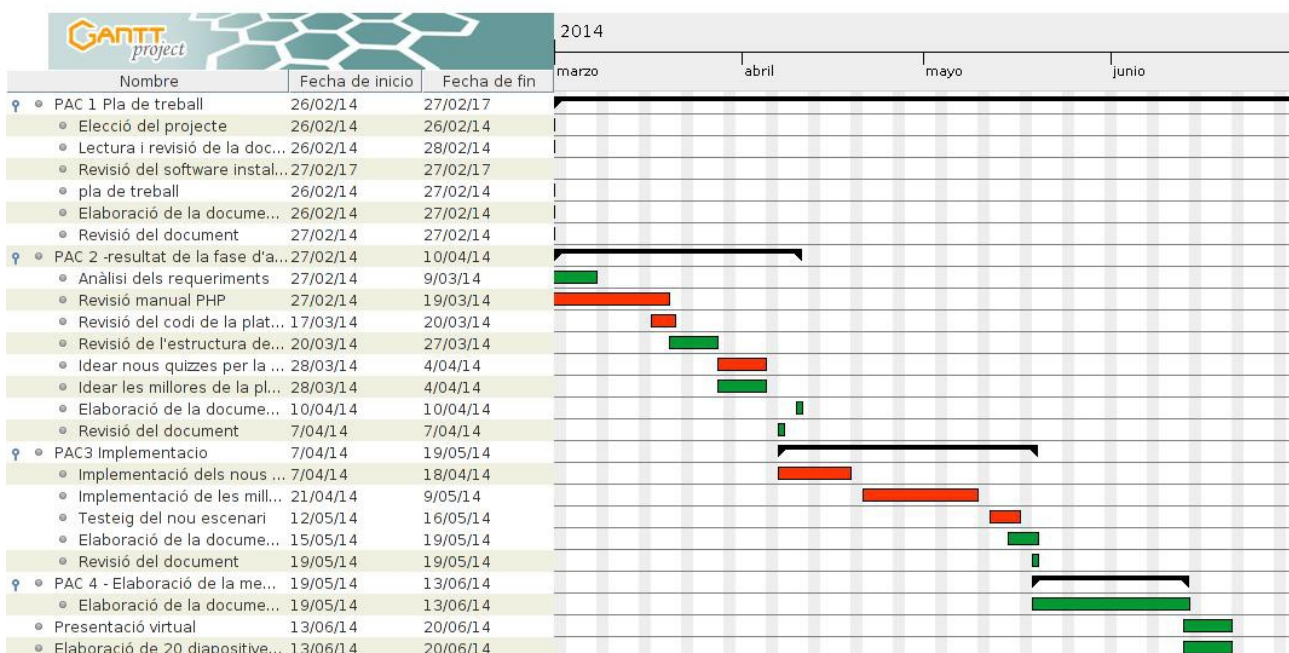 GANTT
project
2014
marzo abril mayo junio
Nombre Fecha de inicio Fecha de fin
PAC 1 Pla de treball 26/02/14 27/02/17
Elecció del projecte 26/02/14 26/02/14
Lectura i revisió de la doc... 26/02/14 28/02/14
Revisió del software instal... 27/02/17 27/02/17
pla de treball 26/02/14 27/02/14
Elaboració de la docume... 26/02/14 27/02/14
Revisió del document 27/02/14 27/02/14
PAC 2 -resultat de la fase d'a... 27/02/14 10/04/14
Anàlisi dels requeriments 27/02/14 9/03/14
Revisió manual PHP 27/02/14 19/03/14
Revisió del codi de la plat... 17/03/14 20/03/14
Revisió de l'estructura de... 20/03/14 27/03/14
Idear nous quizzes per la ... 28/03/14 4/04/14
Idear les millores de la pl... 28/03/14 4/04/14
Elaboració de la docume... 10/04/14 10/04/14
Revisió del document 7/04/14 7/04/14
PAC3 Implementacio 7/04/14 19/05/14
Implementació dels nous ... 7/04/14 18/04/14
Implementació de les mill... 21/04/14 9/05/14
Testeig del nou escenari 12/05/14 16/05/14
Elaboració de la docume... 15/05/14 19/05/14
Revisió del document 19/05/14 19/05/14
PAC 4 - Elaboració de la me... 19/05/14 13/06/14
Elaboració de la docume... 19/05/14 13/06/14
Presentació virtual 13/06/14 20/06/14
Elaboració de 20 diapositive... 13/06/14 20/06/14